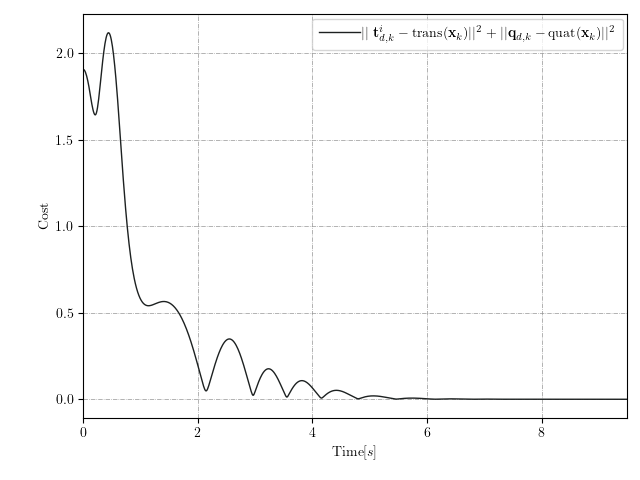 || t^i_{d,k} − trans(x_k)||^2 + ||q_{d,k} − quat(x_k)||^2
2.0
1.5
1.0
0.5
0.0
Cost
0 2 4 6 8
Time[s]